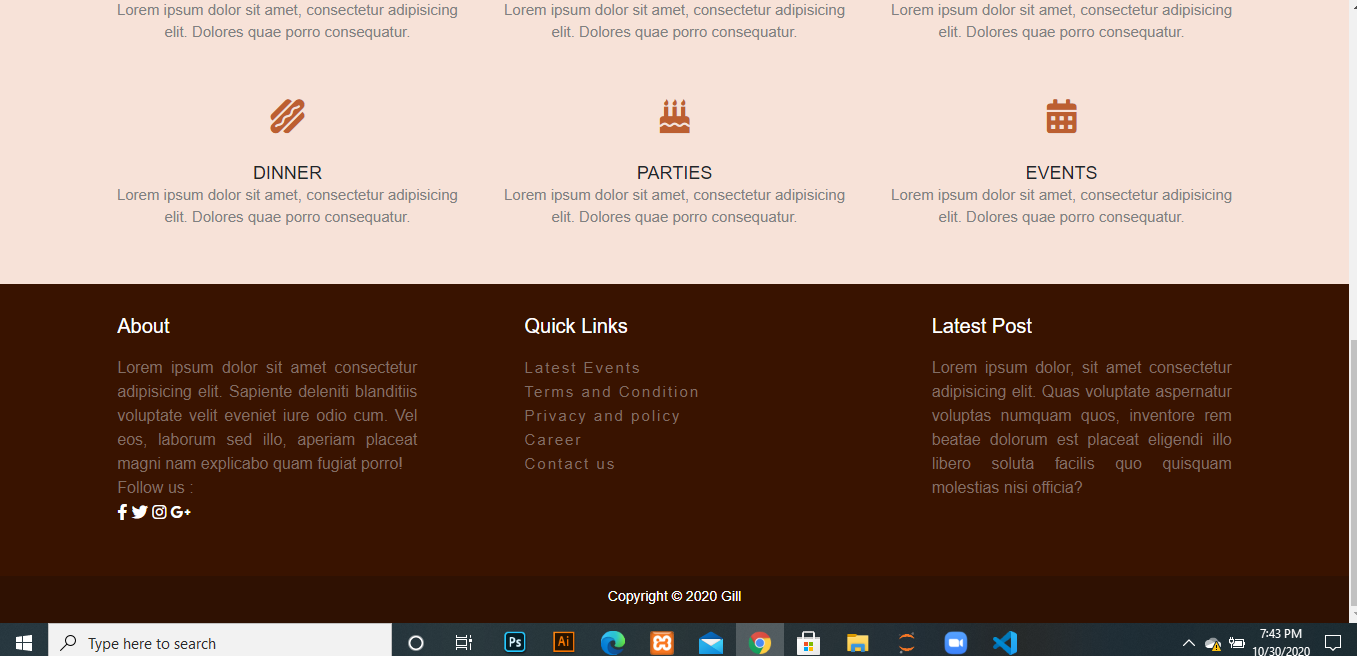 Lorem ipsum dolor sit amet, consectetur adipisicing
elit. Dolores quae porro consequatur.
Lorem ipsum dolor sit amet, consectetur adipisicing
elit. Dolores quae porro consequatur.
Lorem ipsum dolor sit amet, consectetur adipisicing
elit. Dolores quae porro consequatur.
DINNER
Lorem ipsum dolor sit amet, consectetur adipisicing
elit. Dolores quae porro consequatur.
PARTIES
Lorem ipsum dolor sit amet, consectetur adipisicing
elit. Dolores quae porro consequatur.
EVENTS
Lorem ipsum dolor sit amet, consectetur adipisicing
elit. Dolores quae porro consequatur.
About
Lorem ipsum dolor sit amet consectetur
adipisicing elit. Sapiente deleniti blanditiis
voluptate velit eveniet iure odio cum. Vel
eos, laborum sed illo, aperiam placeat
magni nam explicabo quam fugiat porro!
Follow us :
G+
Quick Links
Latest Events
Terms and Condition
Privacy and policy
Career
Contact us
Latest Post
Lorem ipsum dolor, sit amet consectetur
adipisicing elit. Quas voluptate aspernatur
voluptas numquam quos, inventore rem
beatae dolorum est placeat eligendi illo
libero soluta facilis quo quisquam
molestias nisi officia?
Copyright © 2020 Gill
Type here to search
Ps
Ai
7:43 PM
10/30/2020